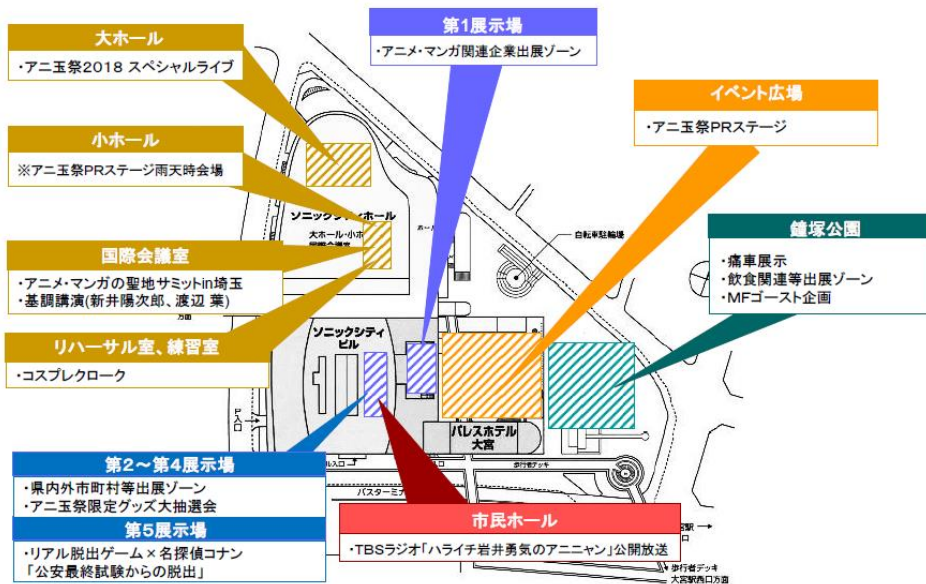 大ホール
・アニ玉祭2018 スペシャルライブ
第1展示場
・アニメ・マンガ関連企業出展ゾーン
イベント広場
・アニ玉祭PRステージ
小ホール
※アニ玉祭PRステージ雨天時会場
ソニックシティホール
大ホール・小ホ
国際会議室
ホール
自転車駐輪場
鐘塚公園
・痛車展示
・飲食関連等出展ゾーン
・MFゴースト企画
国際会議室
・アニメ・マンガの聖地サミットin埼玉
・基調講演(新井陽次郎、渡辺 葉)
方面
リハーサル室、練習室
・コスプレクローク
ソニックシティ
ビル
P入口
パレスホテル
大宮
第2～第4展示場
・県内外市町村等出展ゾーン
・アニ玉祭限定グッズ大抽選会
ル入口
入口
歩行者デッキ
バスターミナ
第5展示場
・リアル脱出ゲーム×名探偵コナン
「公安最終試験からの脱出」
市民ホール
・TBSラジオ「ハライチ岩井勇気のアニニャン」公開放送
宮駅
口
歩行者デッキ
大宮駅西口方面